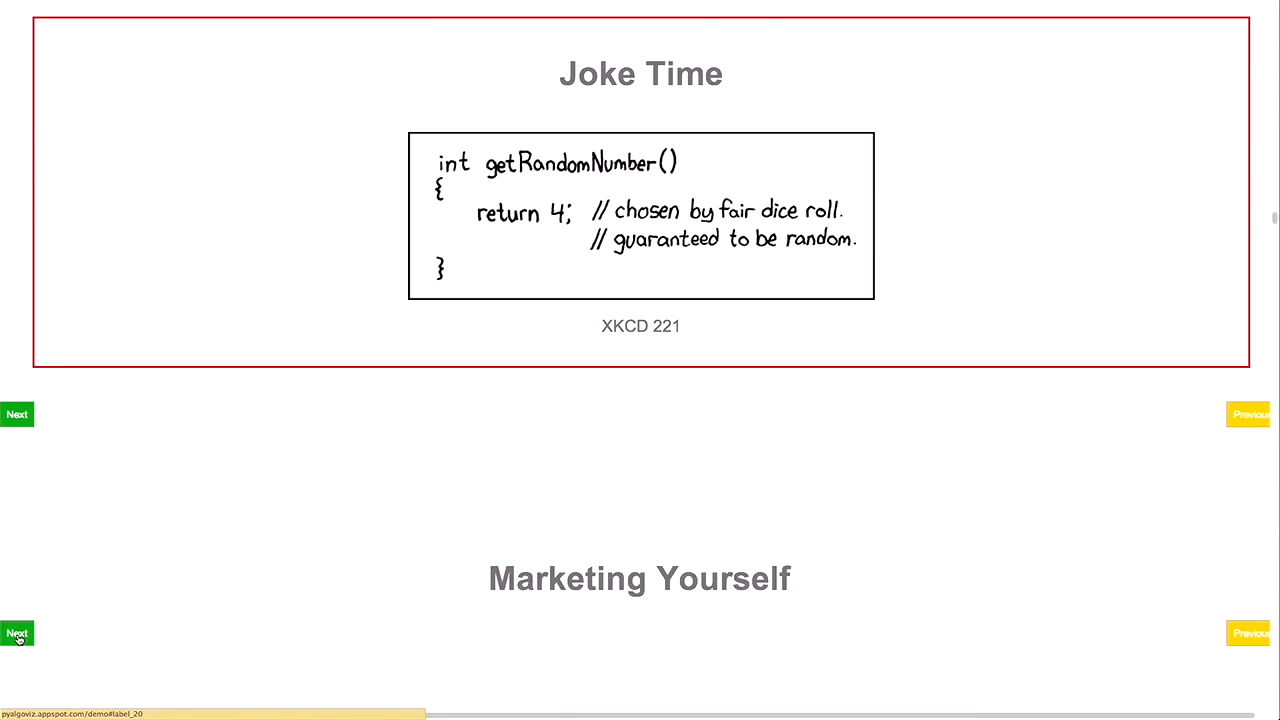 Joke Time
int getRandomNumber()
{
return 4; // chosen by fair dice roll.
// guaranteed to be random.
}
XKCD 221
Next
Previous
Marketing Yourself
Next
Previous
pyalgoviz.appspot.com/demo#label_20